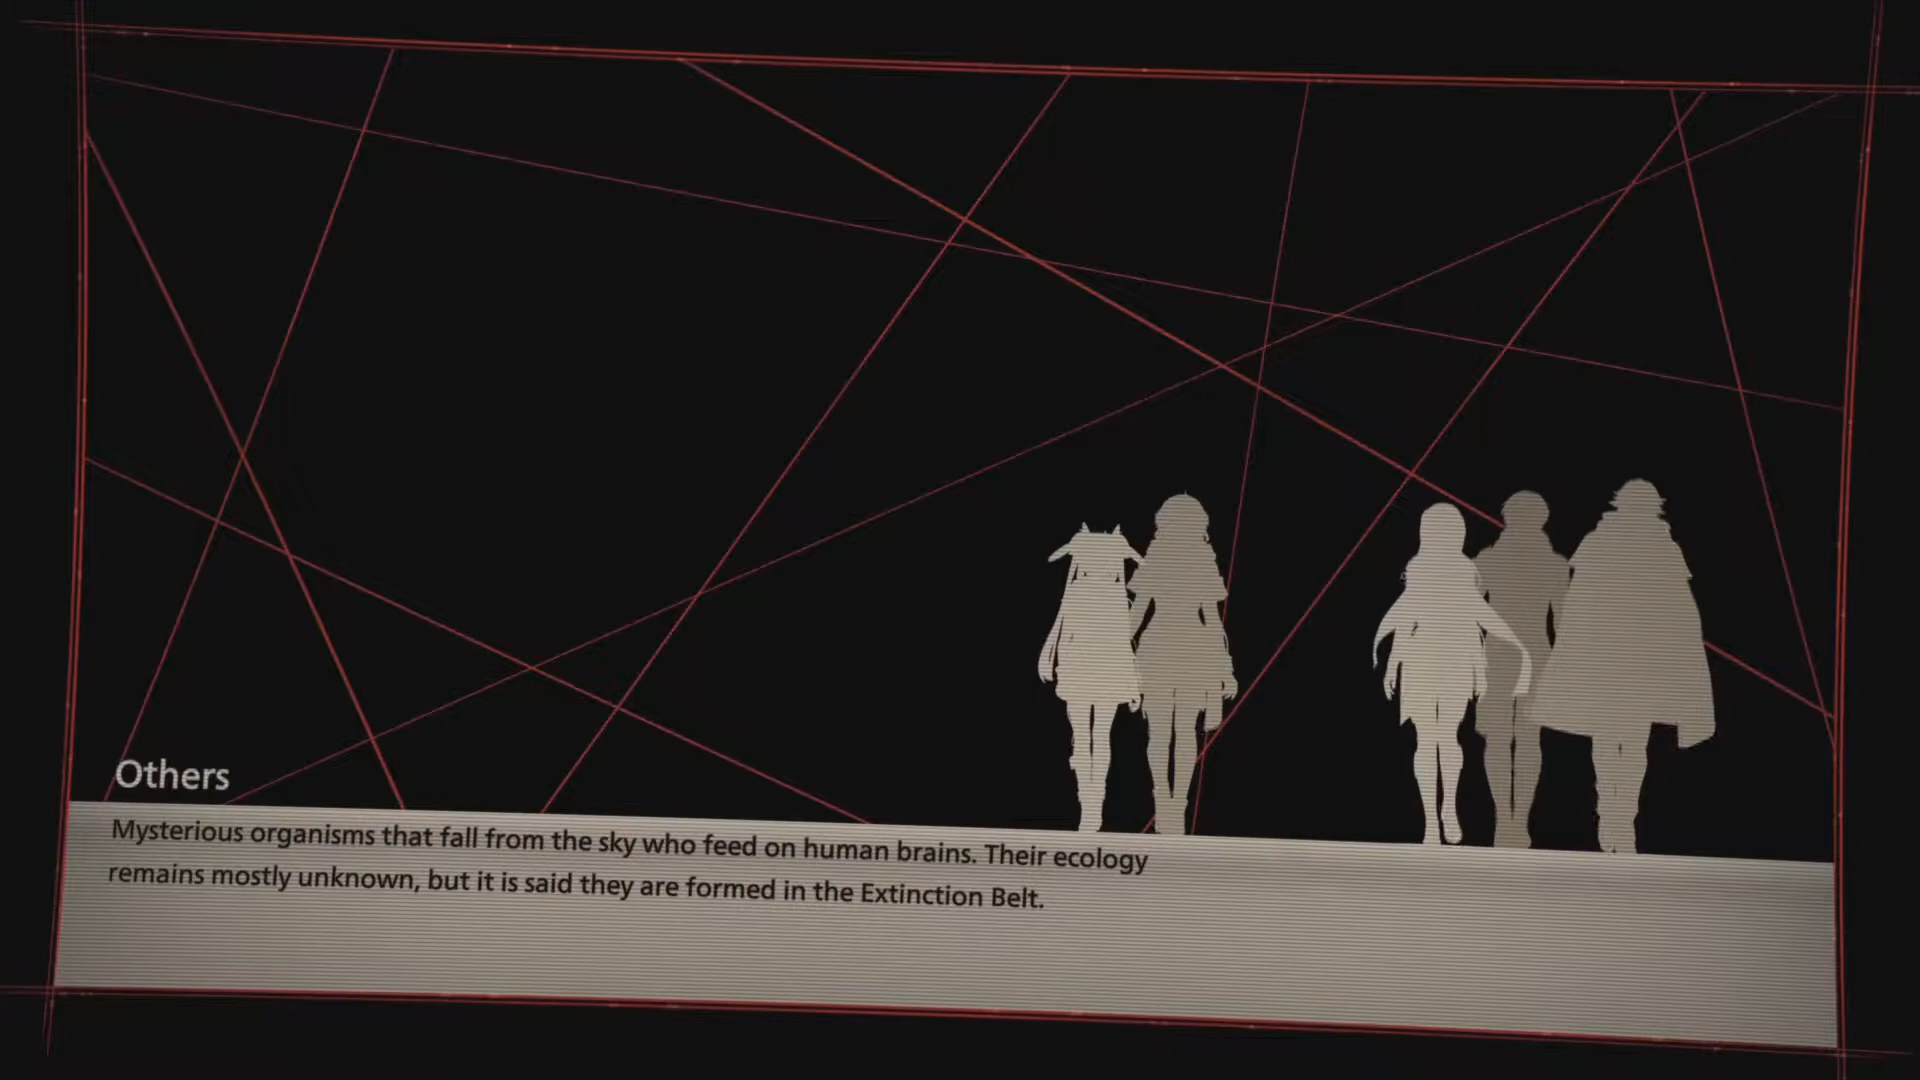 Others
Mysterious organisms that fall from the sky who feed on human brains. Their ecology
remains mostly unknown, but it is said they are formed in the Extinction Belt.